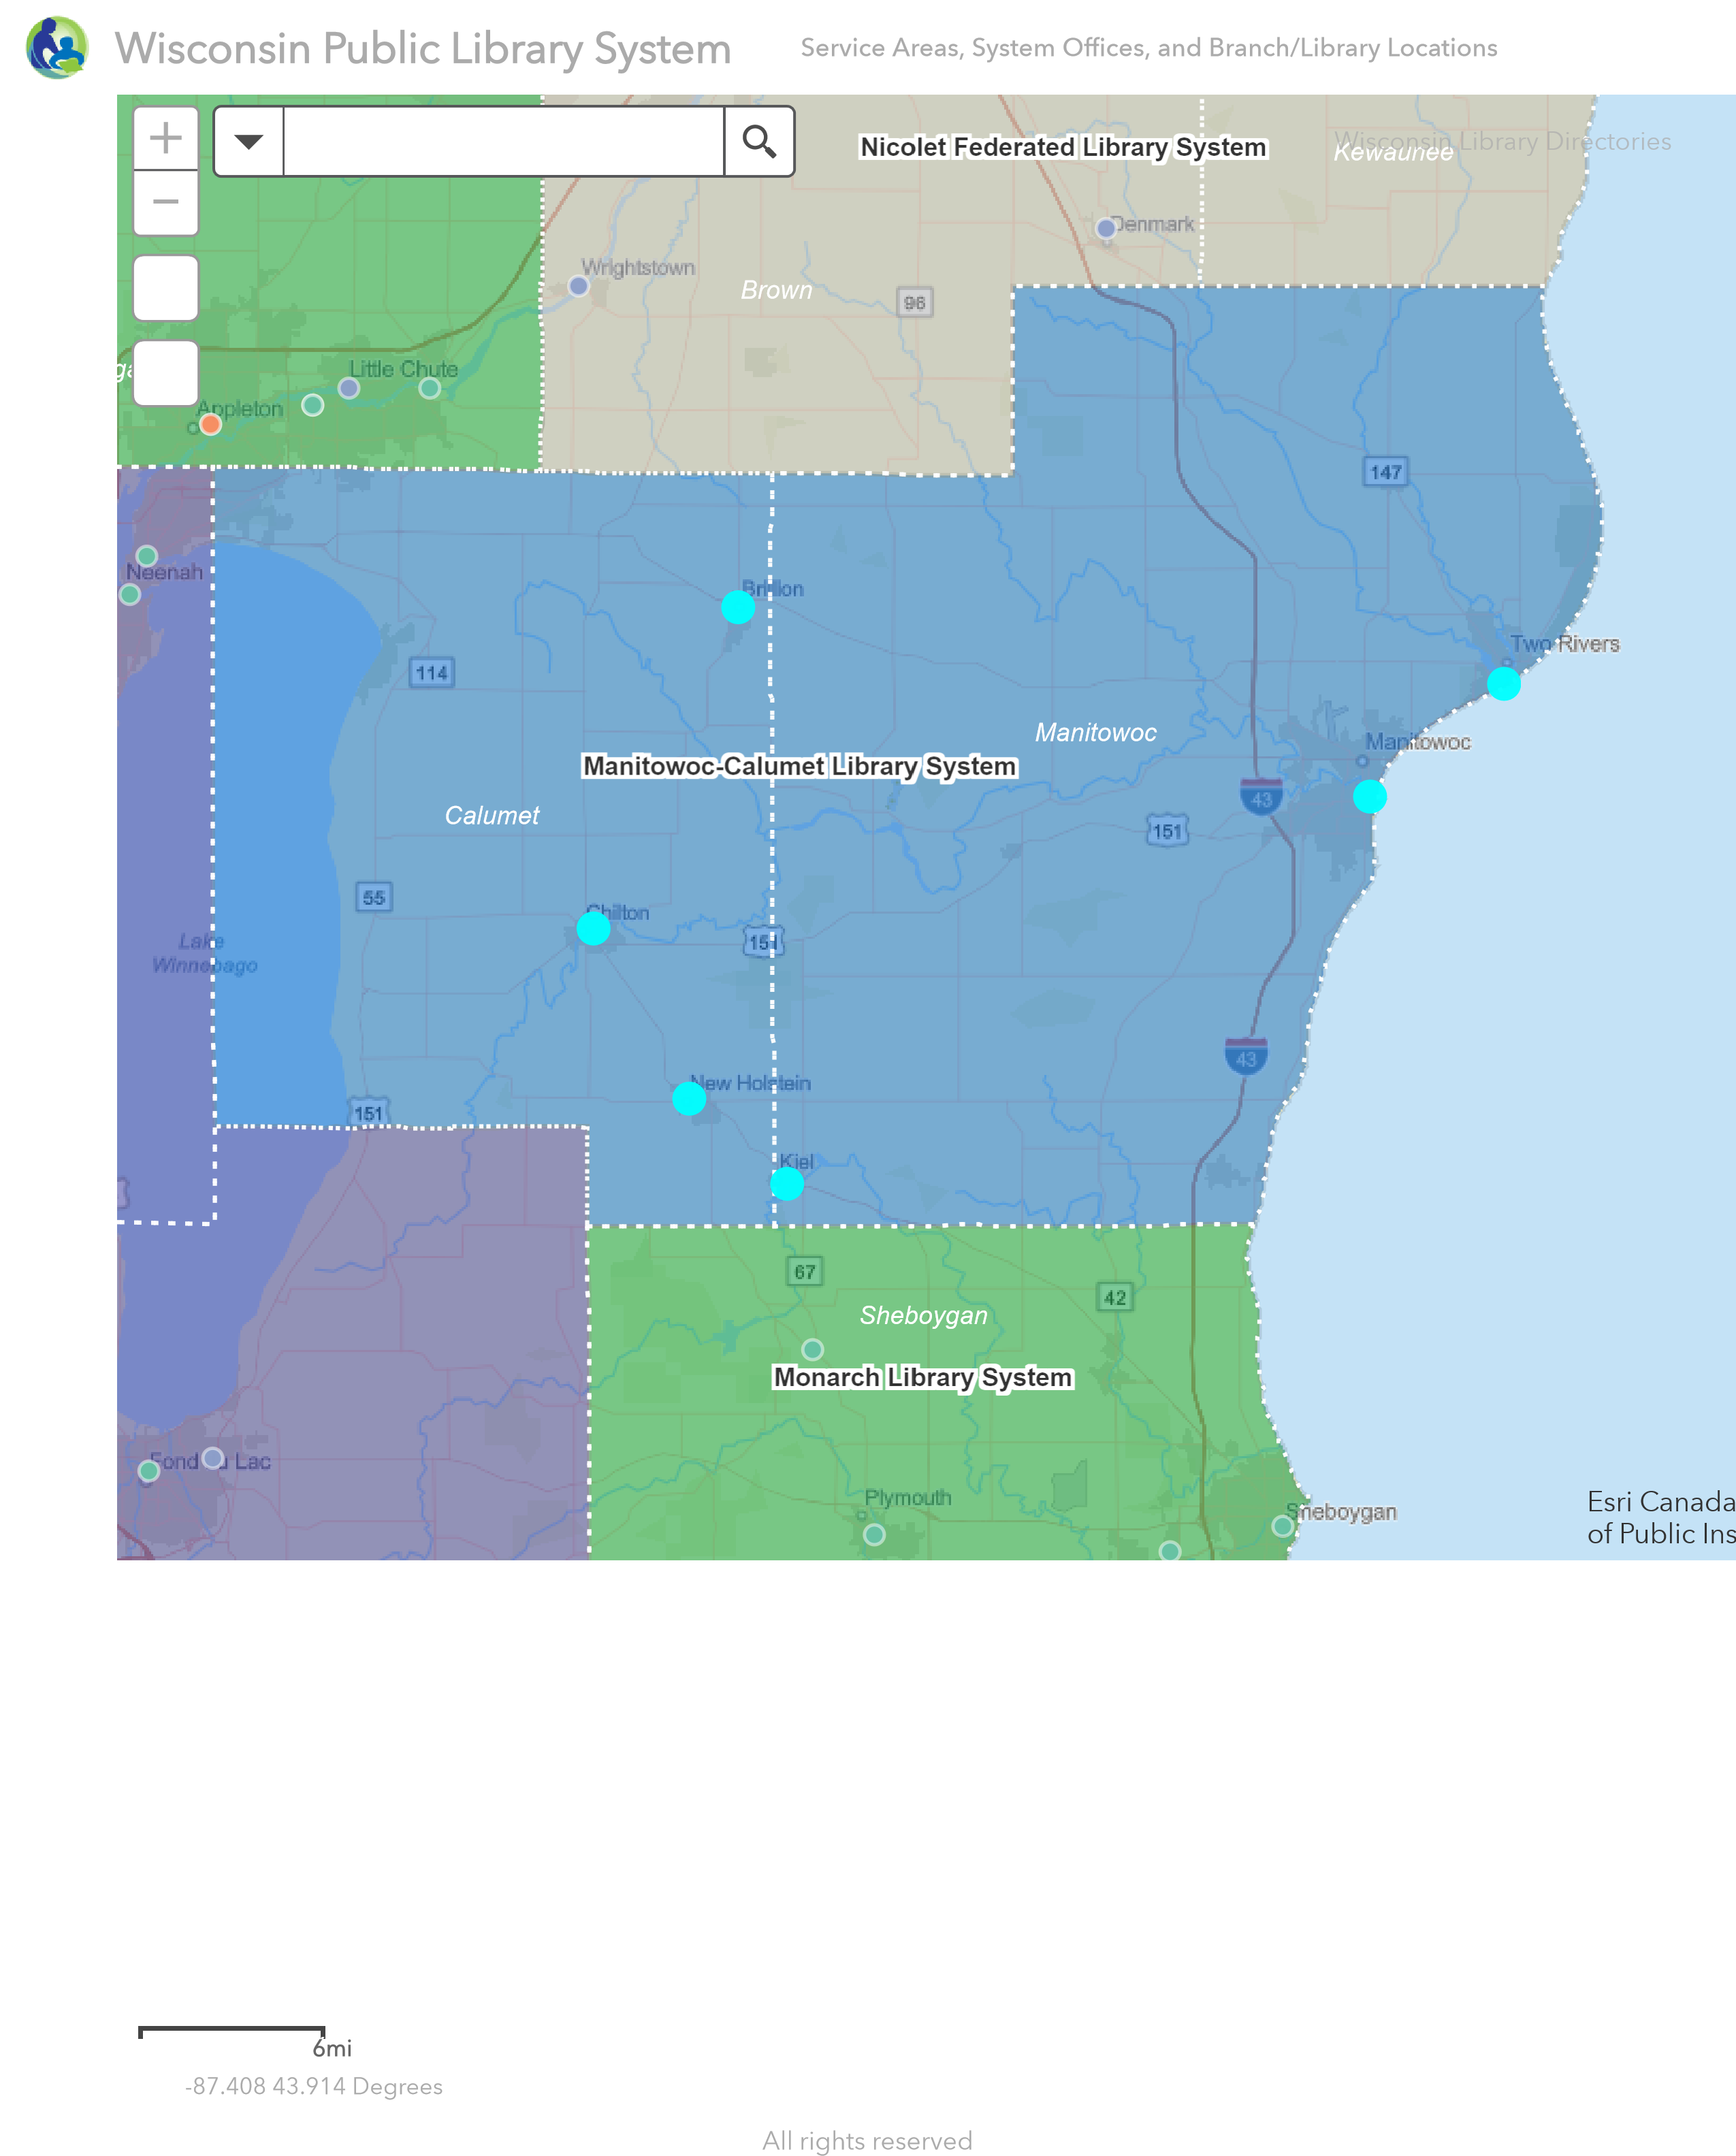 Wisconsin Public Library System
Service Areas, System Offices, and Branch/Library Locations
Nicolet Federated Library System
Wisconsin Library Directories
Kewaunee
Denmark
Wrightstown
Brown
96
Little Chute
Appleton
147
Neenah
Brillion
Two Rivers
114
Manitowoc
Manitowoc
Manitowoc-Calumet Library System
43
Calumet
151
55
Chilton
151
Lake
Winnebago
43
New Holstein
151
Kiel
67
42
Sheboygan
Monarch Library System
Fond du Lac
Plymouth
Sheboygan
Esri Canada
of Public Ins
6mi
-87.408 43.914 Degrees
All rights reserved